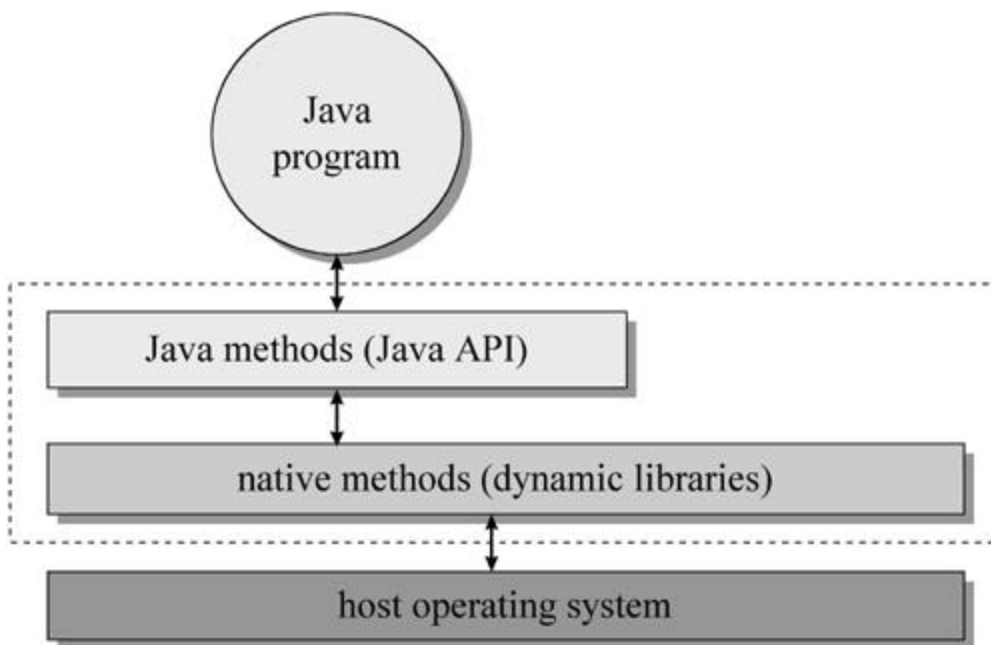 Java
program
Java methods (Java API)
native methods (dynamic libraries)
host operating system